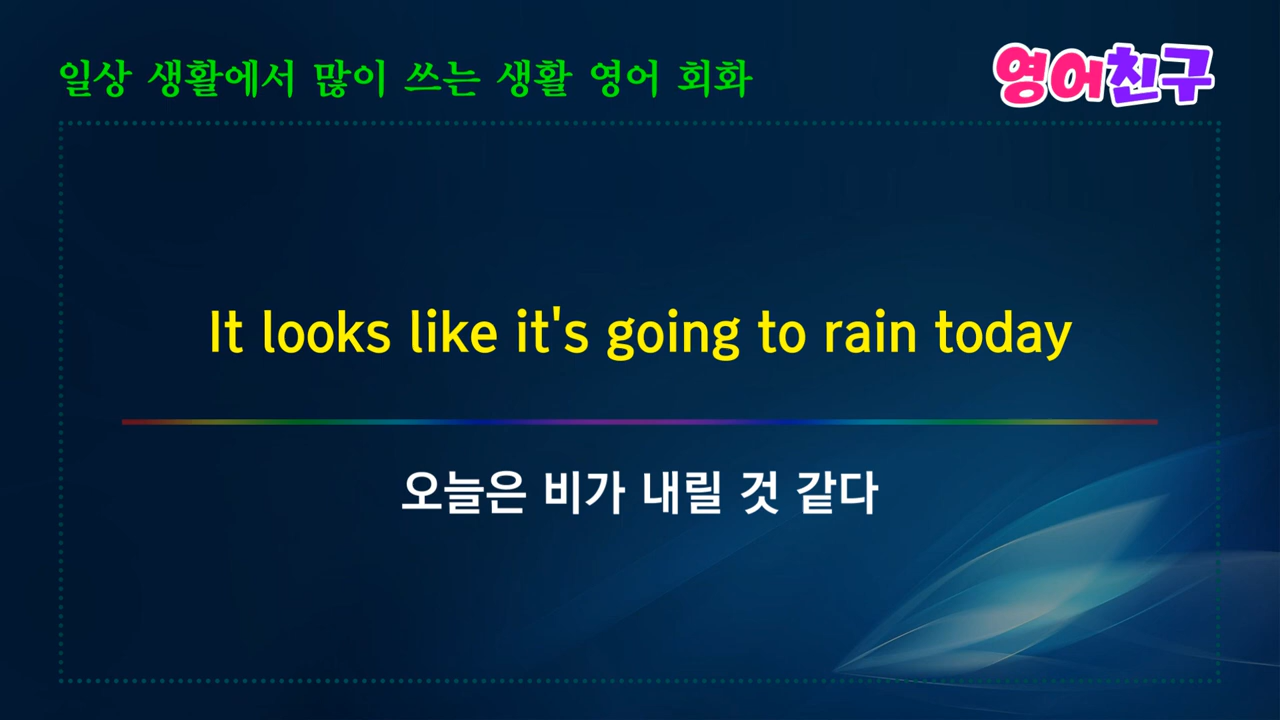 일상 생활에서 많이 쓰는 생활 영어 회화
영어친구
It looks like it's going to rain today
오늘은 비가 내릴 것 같다